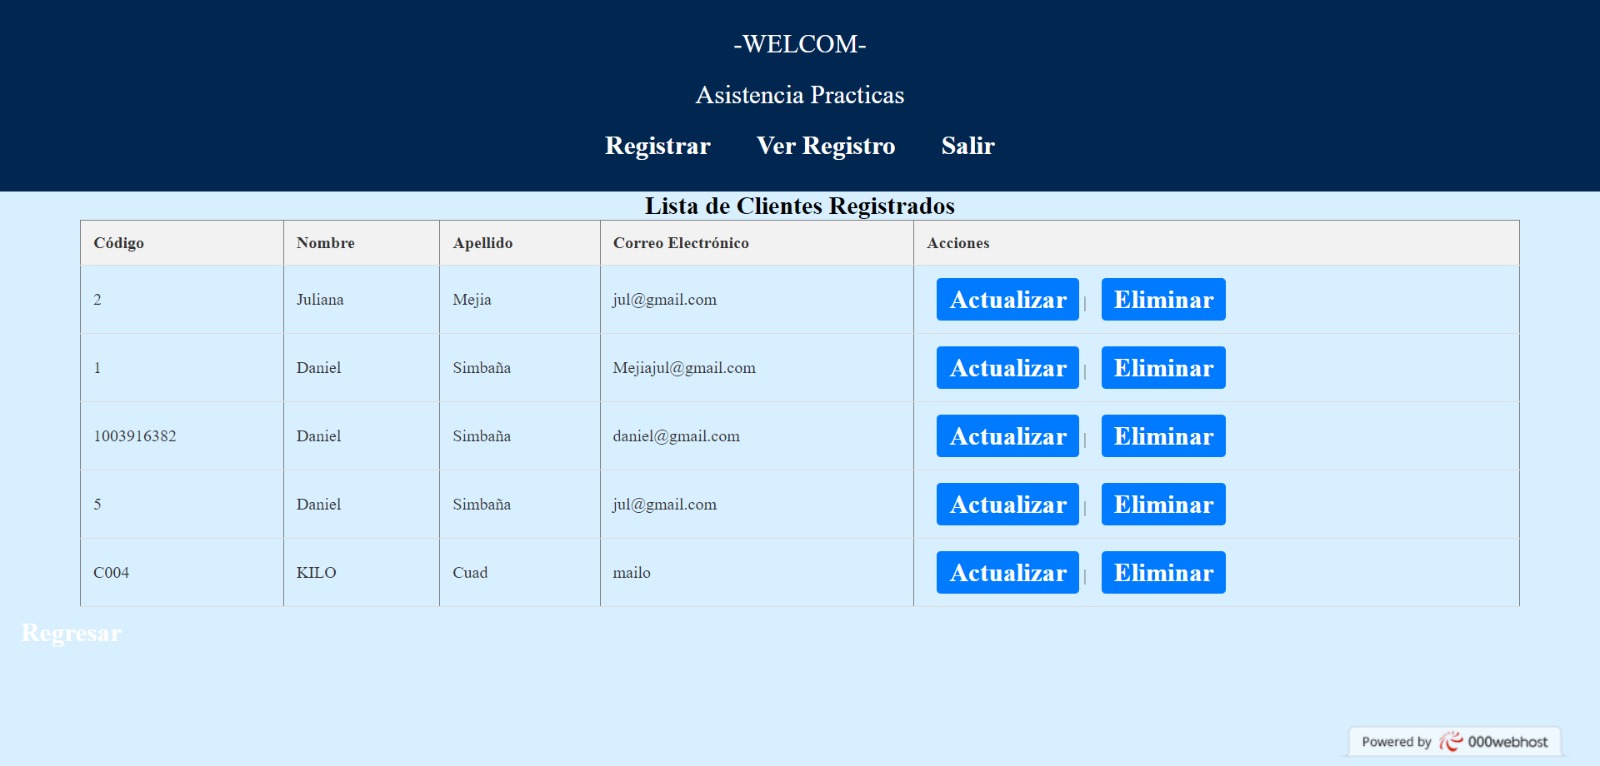 -WELCOM-
Asistencia Practicas
Registrar Ver Registro Salir
Lista de Clientes Registrados
Código Nombre Apellido Correo Electrónico Acciones
2 Juliana Mejia jul@gmail.com Actualizar | Eliminar
1 Daniel Simbaña Mejiajul@gmail.com Actualizar | Eliminar
1003916382 Daniel Simbaña daniel@gmail.com Actualizar | Eliminar
5 Daniel Simbaña jul@gmail.com Actualizar | Eliminar
C004 KILO Cuad mailo Actualizar | Eliminar
Regresar
Powered by 000webhost